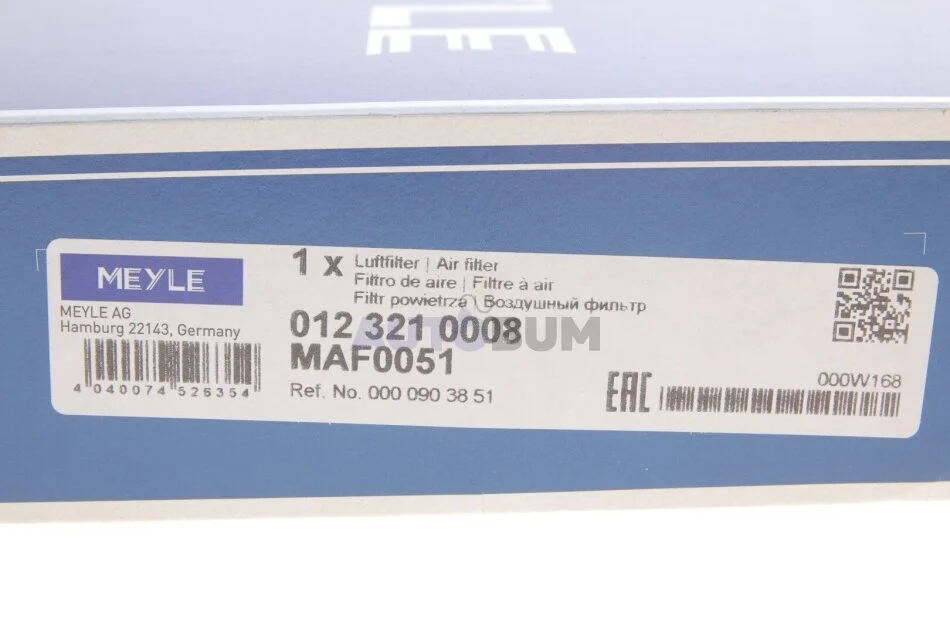 MEYLE
MEYLE AG
Hamburg 22143, Germany
4 040074 526354
1 x Luftfilter | Air filter
Filtro de aire | Filtre à air
Filtr powietrza | Воздушный фильтр
012 321 0008
MAF0051
Ref. No. 000 090 38 51
AUTOBUM
EAC
000W168